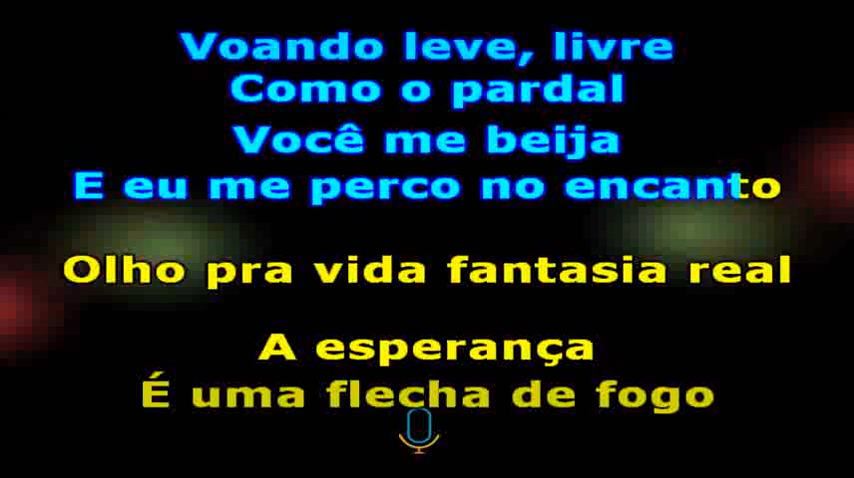 Voando leve, livre
Como o pardal
Você me beija
E eu me perco no encanto
Olho pra vida fantasia real
A esperança
É uma flecha de fogo